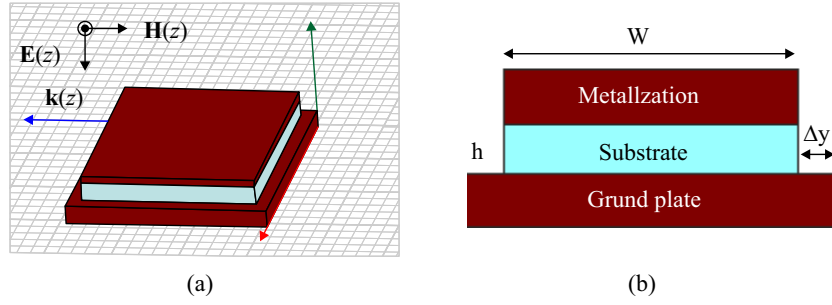 H(z)
E(z)
k(z)
(a)
W
Metallzation
Substrate
h
Δy
Grund plate
(b)